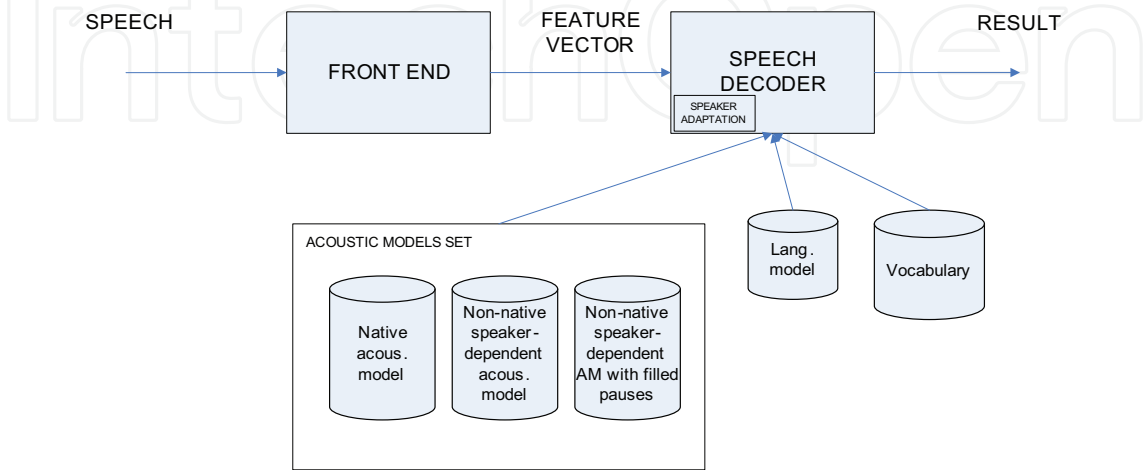 SPEECH
FRONT END
FEATURE
VECTOR
SPEECH
DECODER
SPEAKER
ADAPTATION
RESULT
ACOUSTIC MODELS SET
Native
acous.
model
Non-native
speaker-
dependent
acous.
model
Non-native
speaker-
dependent
AM with filled
pauses
Lang.
model
Vocabulary
IntechOpen